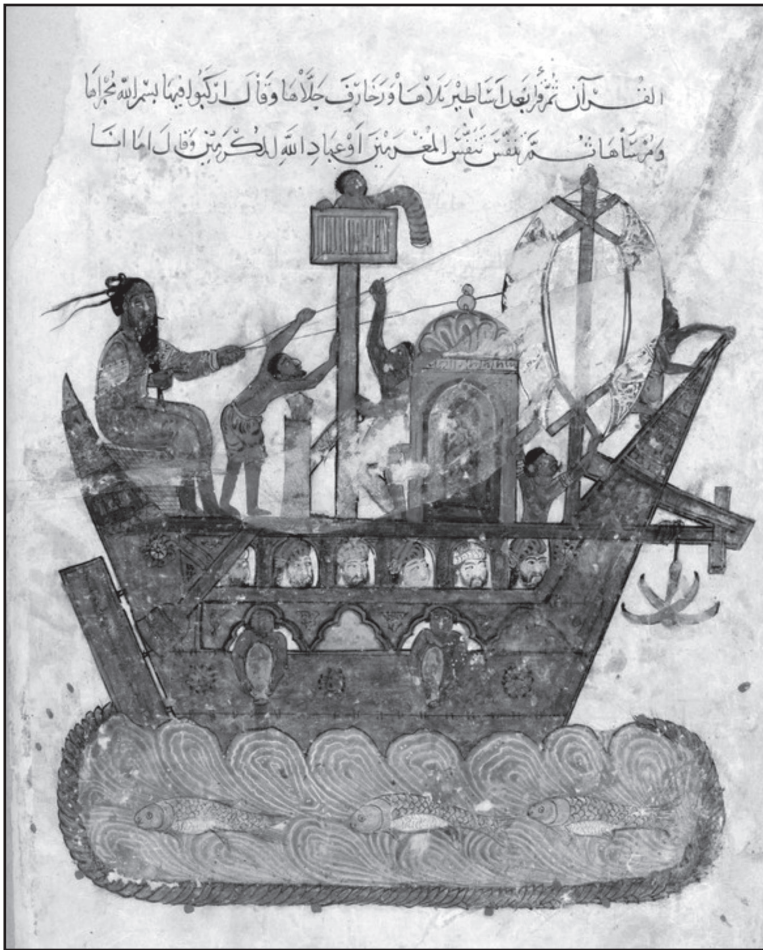 القرآن ثم قرأ بعد اساطير تلاها وزخارف جلاها وقال اركبوا فيها بسم الله مجراها
ومرساها ثم تنفس تنفس المغرمين او عباد الله المكرمين وقال اما انا